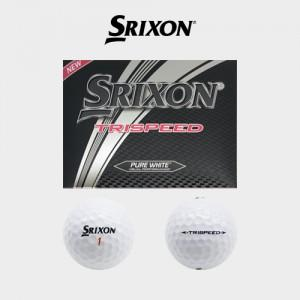 SRIXON
NEW
SRIXON
TRISPEED
PURE WHITE
SRIXON
1
TRISPEED